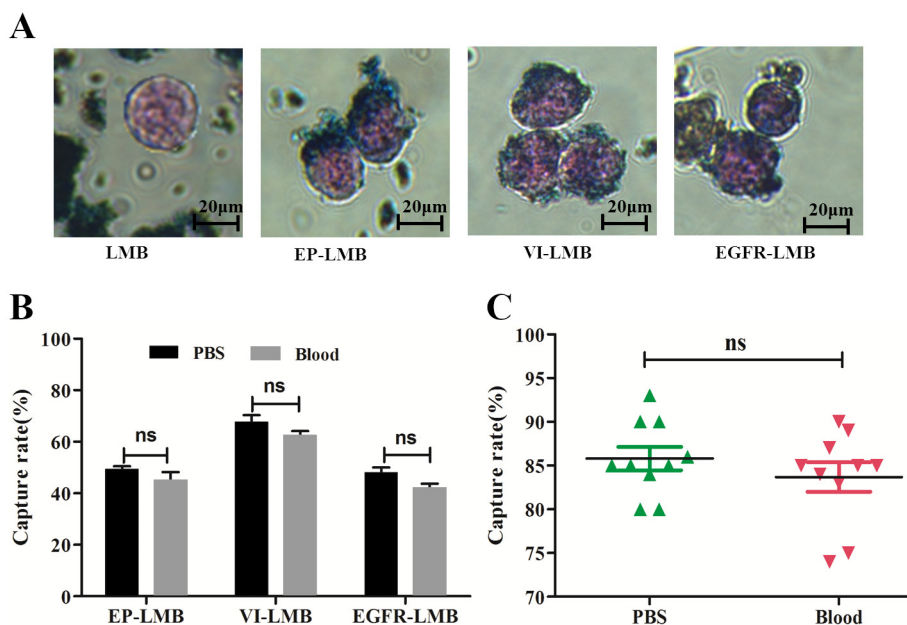 A
20μm
20μm
20μm
20μm
LMB
EP-LMB
VI-LMB
EGFR-LMB
B
Capture rate(%)
100
80
60
40
20
0
PBS
Blood
ns
ns
ns
EP-LMB
VI-LMB
EGFR-LMB
C
Capture rate(%)
100
95
90
85
80
75
70
ns
PBS
Blood